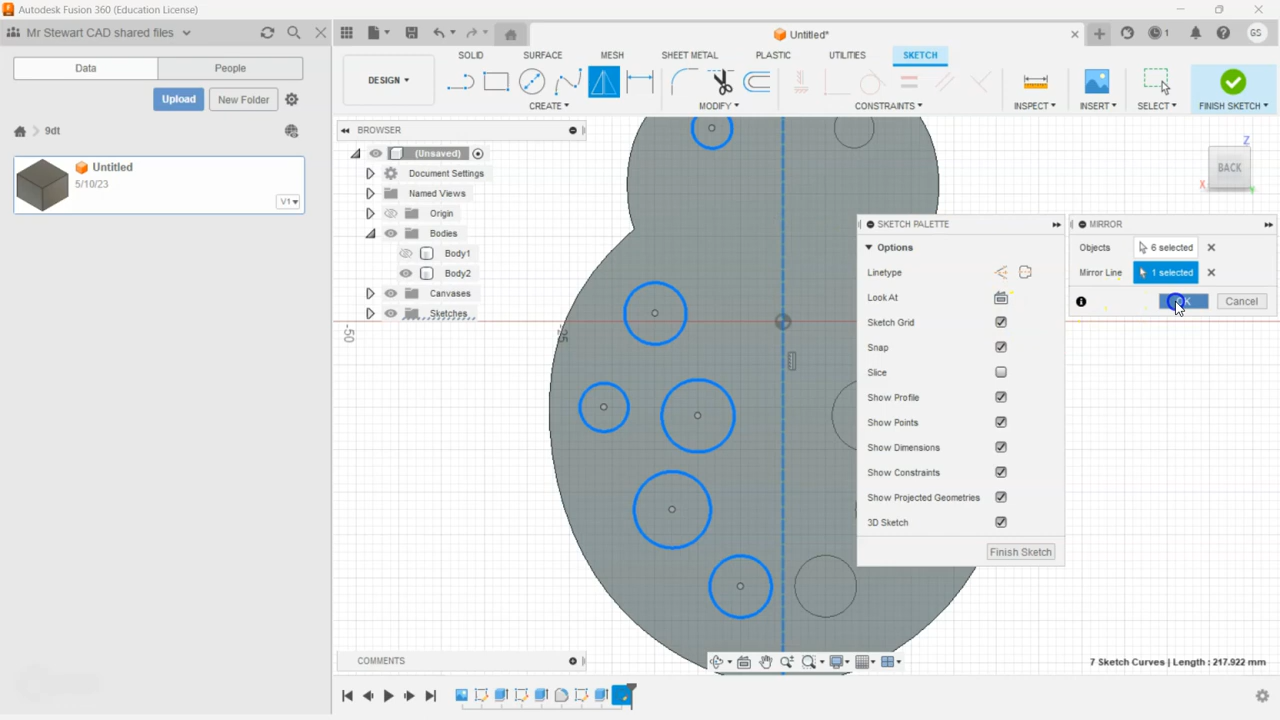 Autodesk Fusion 360 (Education License)
Mr Stewart CAD shared files
Untitled*
GS
Data
People
Upload
New Folder
9dt
Untitled
5/10/23
V1
DESIGN
SOLID
SURFACE
MESH
SHEET METAL
PLASTIC
UTILITIES
SKETCH
CREATE
MODIFY
CONSTRAINTS
INSPECT
INSERT
SELECT
FINISH SKETCH
BROWSER
(Unsaved)
Document Settings
Named Views
Origin
Bodies
Body1
Body2
Canvases
Sketches
-50
-25
Z
BACK
X
Y
SKETCH PALETTE
Options
Linetype
Look At
Sketch Grid
Snap
Slice
Show Profile
Show Points
Show Dimensions
Show Constraints
Show Projected Geometries
3D Sketch
Finish Sketch
MIRROR
Objects
6 selected
Mirror Line
1 selected
Cancel
COMMENTS
7 Sketch Curves | Length : 217.922 mm